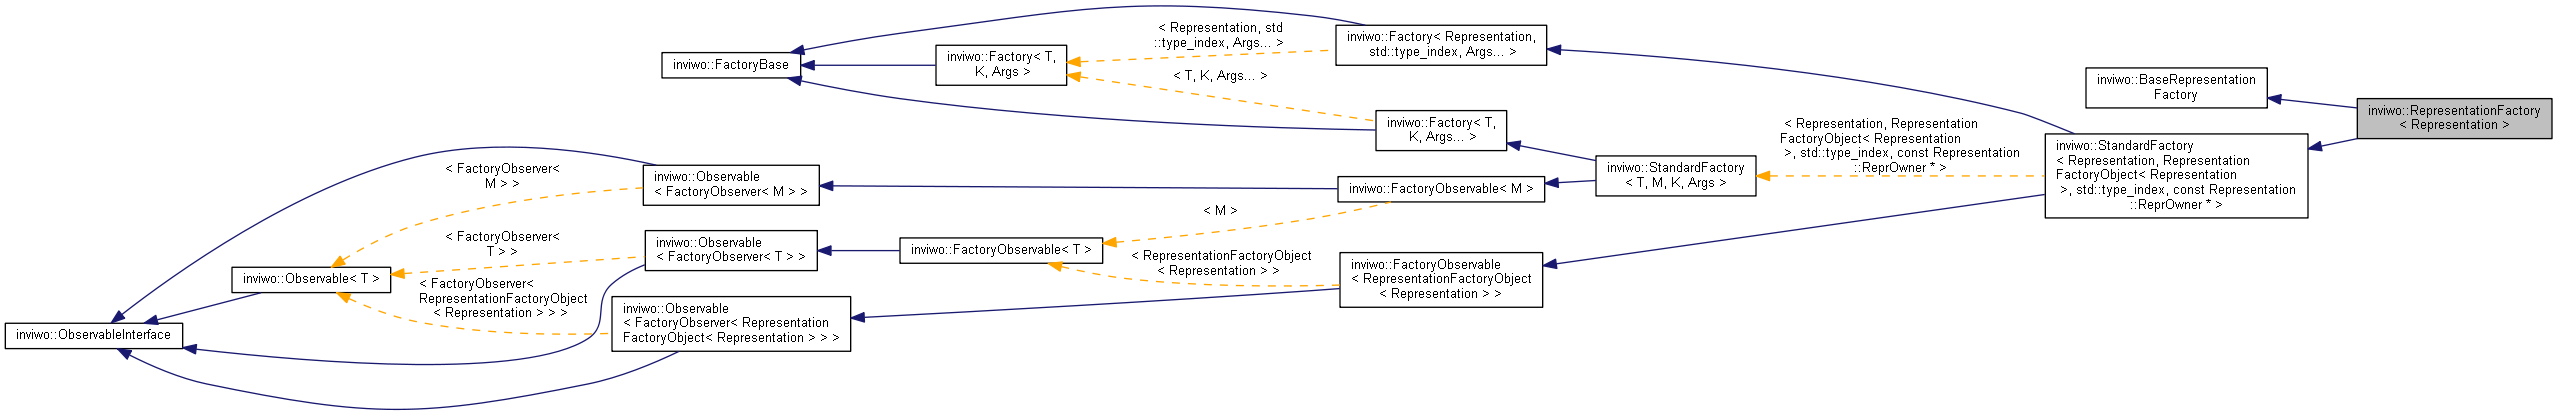 inviwo::FactoryBase
inviwo::Factory< T,
K, Args >
< Representation, std
::type_index, Args... >
< T, K, Args... >
inviwo::Factory< Representation,
std::type_index, Args... >
inviwo::Factory< T,
K, Args... >
inviwo::BaseRepresentation
Factory
inviwo::RepresentationFactory
< Representation >
< Representation, Representation
FactoryObject< Representation
>, std::type_index, const Representation
::ReprOwner * >
inviwo::StandardFactory
< Representation, Representation
FactoryObject< Representation
>, std::type_index, const Representation
::ReprOwner * >
inviwo::StandardFactory
< T, M, K, Args >
< FactoryObserver<
M > >
inviwo::Observable
< FactoryObserver< M > >
inviwo::FactoryObservable< M >
< M >
< FactoryObserver<
T > >
inviwo::Observable
< FactoryObserver< T > >
inviwo::FactoryObservable< T >
< RepresentationFactoryObject
< Representation > >
inviwo::FactoryObservable
< RepresentationFactoryObject
< Representation > >
inviwo::Observable< T >
< FactoryObserver<
RepresentationFactoryObject
< Representation > > >
inviwo::Observable
< FactoryObserver< Representation
FactoryObject< Representation > > >
inviwo::ObservableInterface